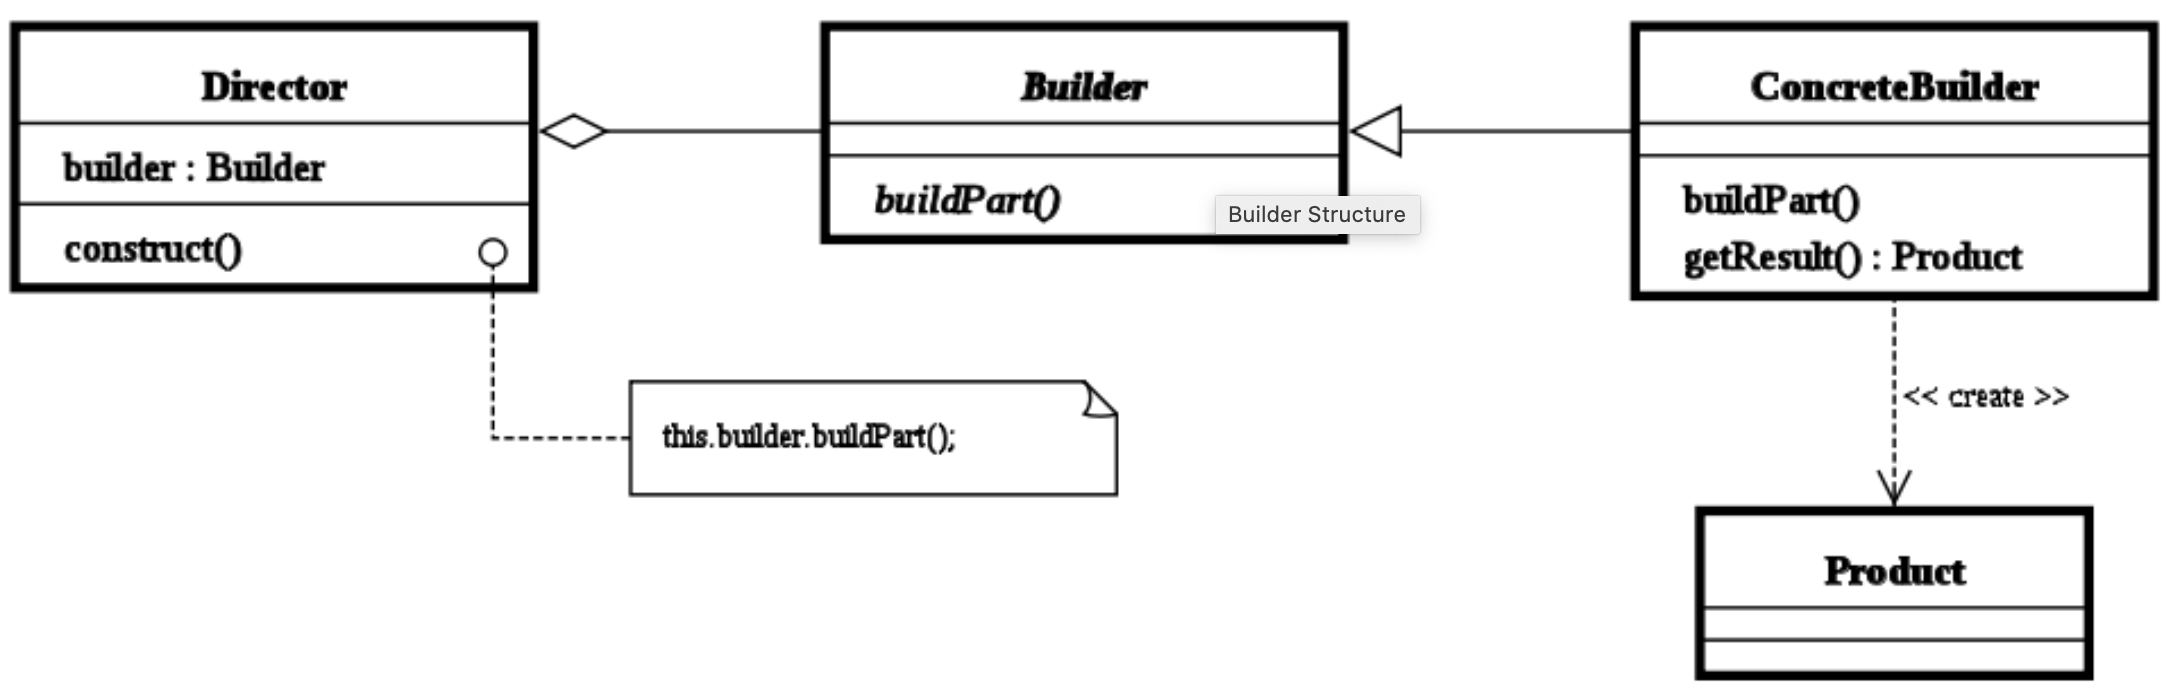 Director
builder : Builder
construct()
Builder
buildPart()
Builder Structure
ConcreteBuilder
buildPart()
getResult() : Product
this.builder.buildPart();
<< create >>
Product